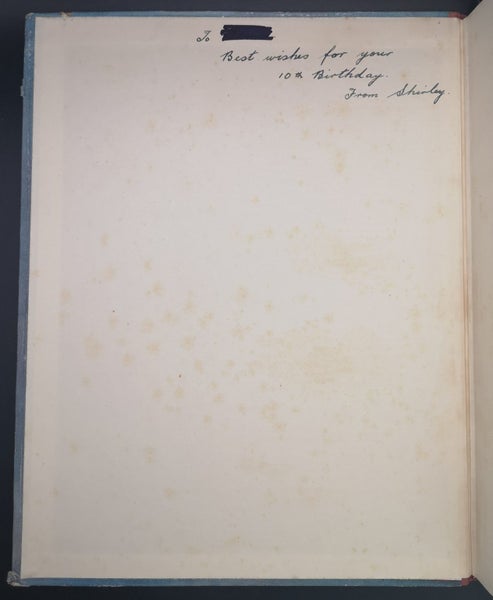 To
Best wishes for your
10th Birthday.
From Shirley.